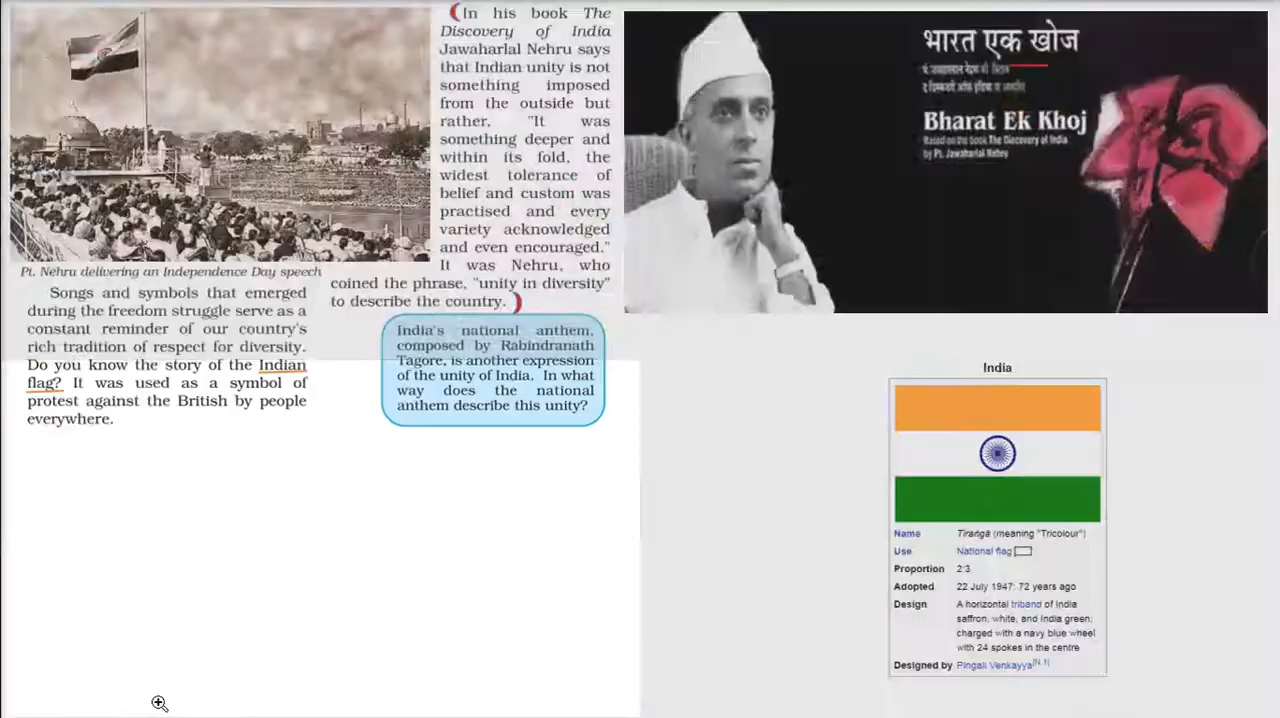 (In his book The
Discovery of India
Jawaharlal Nehru says
that Indian unity is not
something imposed
from the outside but
rather, "It was
something deeper and
within its fold, the
widest tolerance of
belief and custom was
practised and every
variety acknowledged
and even encouraged."
It was Nehru, who
coined the phrase, "unity in diversity"
to describe the country. )
Pt. Nehru delivering an Independence Day speech
Songs and symbols that emerged
during the freedom struggle serve as a
constant reminder of our country's
rich tradition of respect for diversity.
Do you know the story of the Indian
flag? It was used as a symbol of
protest against the British by people
everywhere.
India's national anthem,
composed by Rabindranath
Tagore, is another expression
of the unity of India. In what
way does the national
anthem describe this unity?
भारत एक खोज
पं. जवाहरलाल नेहरू की किताब
द डिस्कवरी ऑफ इंडिया पर आधारित
Bharat Ek Khoj
Based on the book The Discovery of India
by Pt. Jawaharlal Nehru
India
Name Tiraṅgā (meaning "Tricolour")
Use National flag
Proportion 2:3
Adopted 22 July 1947; 72 years ago
Design A horizontal triband of India
saffron, white, and India green;
charged with a navy blue wheel
with 24 spokes in the centre
Designed by Pingali Venkayya[N 1]